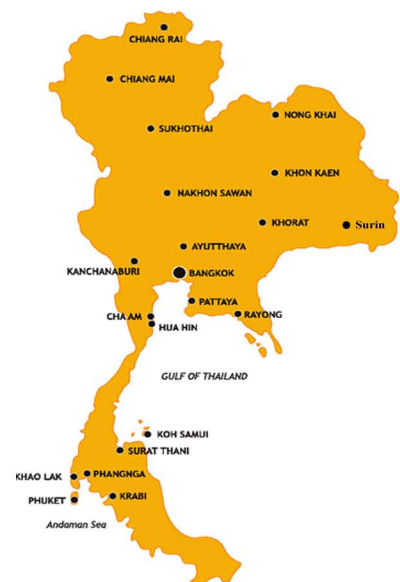 CHIANG RAI
CHIANG MAI
NONG KHAI
SUKHOTHAI
KHON KAEN
NAKHON SAWAN
KHORAT
Surin
AYUTTHAYA
KANCHANABURI
BANGKOK
PATTAYA
CHA AM
RAYONG
HUA HIN
GULF OF THAILAND
KOH SAMUI
SURAT THANI
KHAO LAK
PHANGNGA
PHUKET
KRABI
Andaman Sea